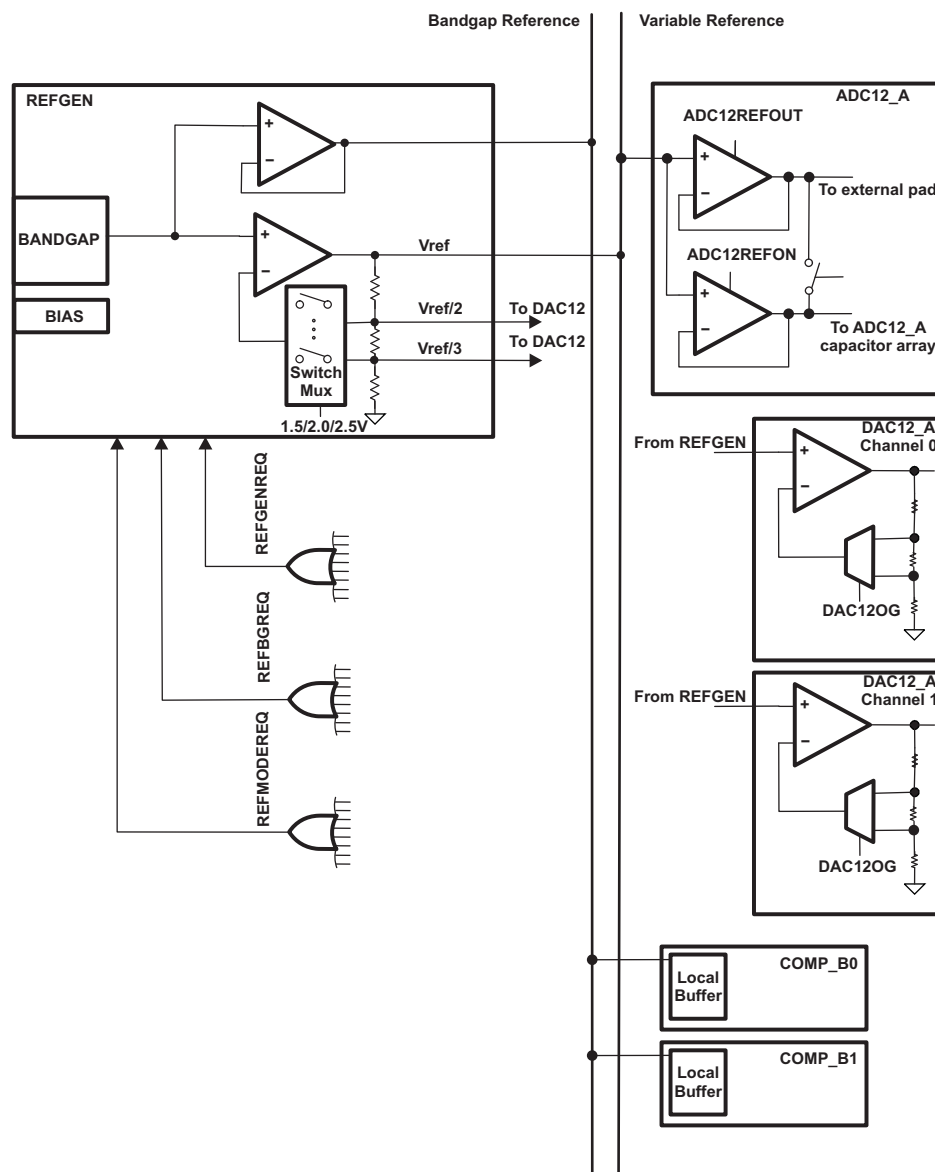 Bandgap Reference
Variable Reference
REFGEN
BANDGAP
BIAS
+
−
+
−
Vref
Vref/2
To DAC12
Vref/3
To DAC12
Switch
Mux
1.5/2.0/2.5V
REFGENREQ
REFBGREQ
REFMODEREQ
ADC12_A
ADC12REFOUT
+
−
To external pad
ADC12REFON
+
−
To ADC12_A
capacitor array
From REFGEN
DAC12_A
Channel 0
+
−
DAC12OG
From REFGEN
DAC12_A
Channel 1
+
−
DAC12OG
Local
Buffer
COMP_B0
Local
Buffer
COMP_B1